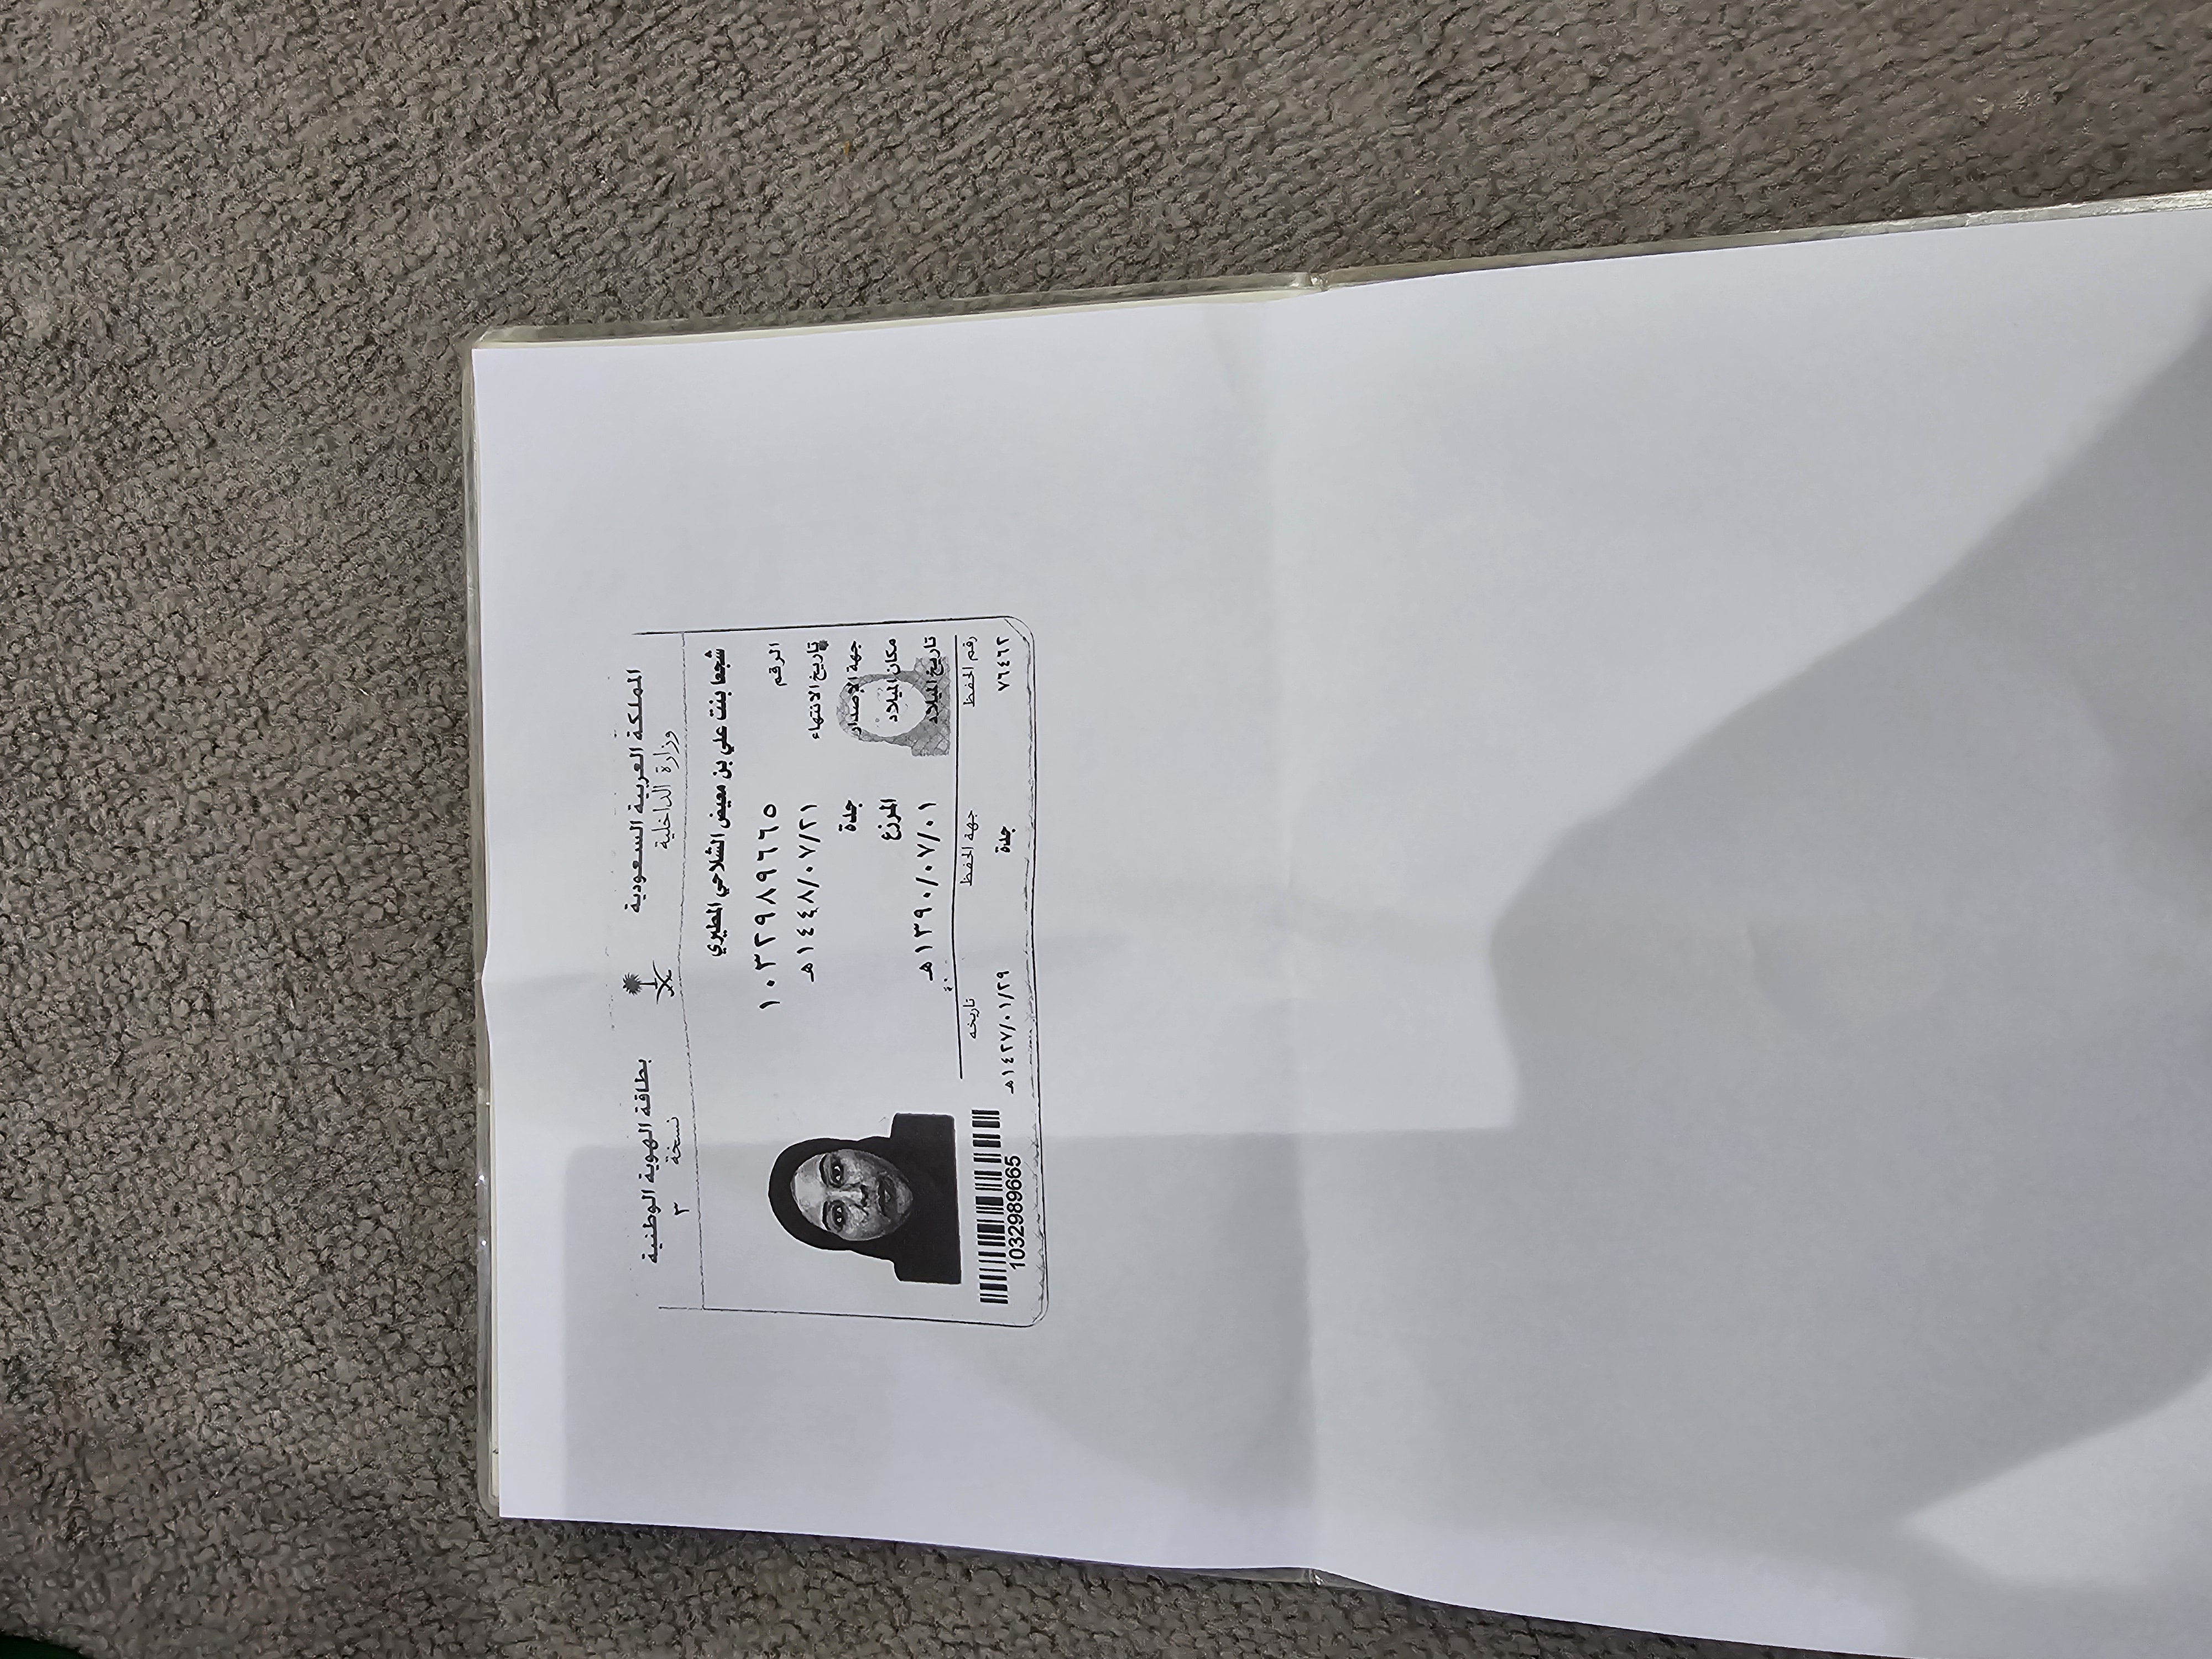 المملكة العربية السعودية
وزارة الداخلية
بطاقة الهوية الوطنية
نسخة
٣
شجعا بنت علي بن معيض الشلاحي المطيري
الرقم ١٠٣٢٩٨٩٦٦٥
تاريخ الانتهاء ١٤٤٨/٠٧/٢١هـ
جهة الإصدار جدة
مكان الميلاد المزرع
تاريخ الميلاد ١٣٩٠/٠٧/٠١هـ
رقم الحفظ جهة الحفظ تاريخه
٧٦٤٦٢ جدة ١٤٢٧/٠١/٢٩هـ
1032989665